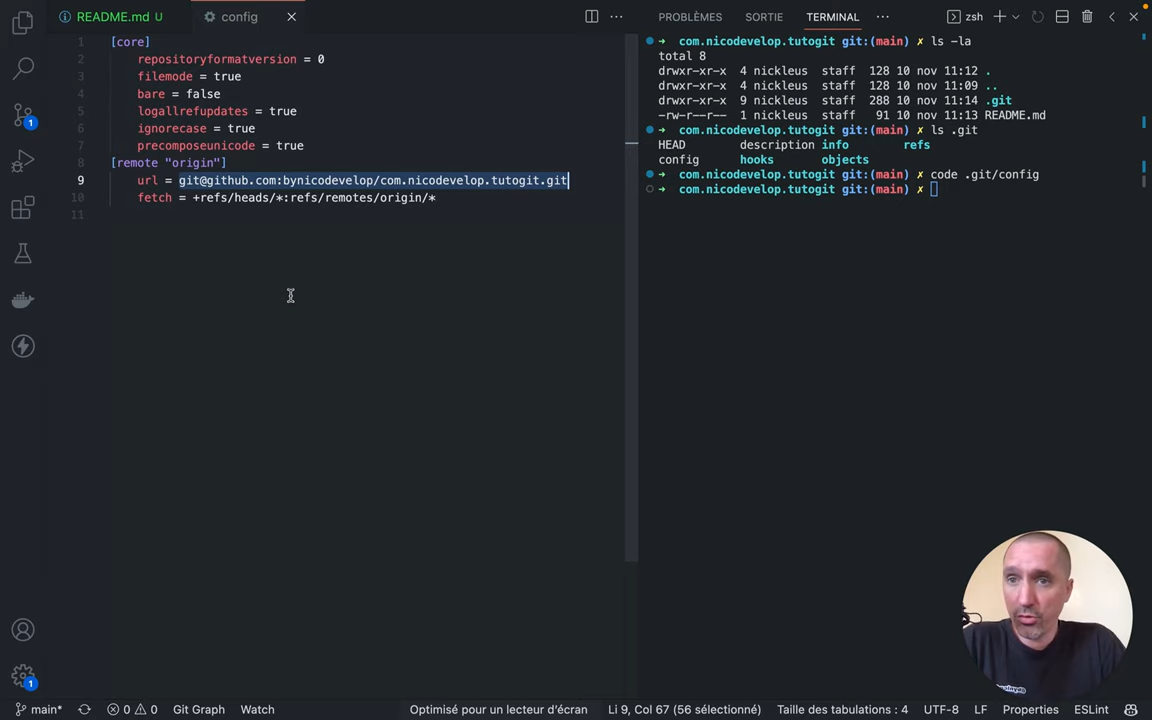 README.md U
config
PROBLÈMES
SORTIE
TERMINAL
zsh
1 [core]
2 repositoryformatversion = 0
3 filemode = true
4 bare = false
5 logallrefupdates = true
6 ignorecase = true
7 precomposeunicode = true
8 [remote "origin"]
9 url = git@github.com:bynicodevelop/com.nicodevelop.tutogit.git
10 fetch = +refs/heads/*:refs/remotes/origin/*
11
➜ com.nicodevelop.tutogit git:(main) ✗ ls -la
total 8
drwxr-xr-x 4 nickleus staff 128 10 nov 11:12 .
drwxr-xr-x 4 nickleus staff 128 10 nov 11:09 ..
drwxr-xr-x 9 nickleus staff 288 10 nov 11:14 .git
-rw-r--r-- 1 nickleus staff 91 10 nov 11:13 README.md
➜ com.nicodevelop.tutogit git:(main) ✗ ls .git
HEAD description info refs
config hooks objects
➜ com.nicodevelop.tutogit git:(main) ✗ code .git/config
➜ com.nicodevelop.tutogit git:(main) ✗
1
1
main*
0 0
Git Graph
Watch
Optimisé pour un lecteur d'écran
Li 9, Col 67 (56 sélectionné)
Taille des tabulations : 4
UTF-8
LF
Properties
ESLint